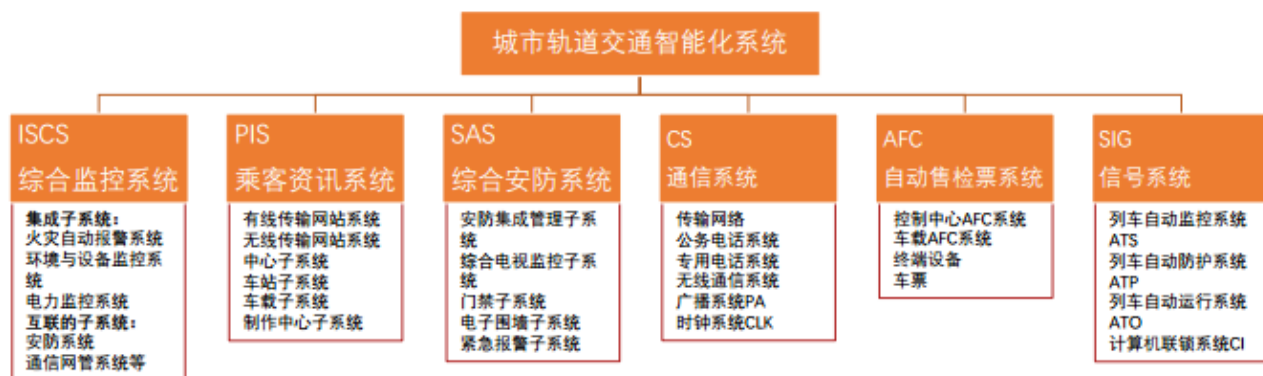 城市轨道交通智能化系统
ISCS
综合监控系统
集成子系统：
火灾自动报警系统
环境与设备监控系
统
电力监控系统
互联的子系统：
安防系统
通信网管系统等
PIS
乘客资讯系统
有线传输网站系统
无线传输网站系统
中心子系统
车站子系统
车载子系统
制作中心子系统
SAS
综合安防系统
安防集成管理子系
统
综合电视监控子系
统
门禁子系统
电子围墙子系统
紧急报警子系统
CS
通信系统
传输网络
公务电话系统
专用电话系统
无线通信系统
广播系统PA
时钟系统CLK
AFC
自动售检票系统
控制中心AFC系统
车载AFC系统
终端设备
车票
SIG
信号系统
列车自动监控系统
ATS
列车自动防护系统
ATP
列车自动运行系统
ATO
计算机联锁系统CI